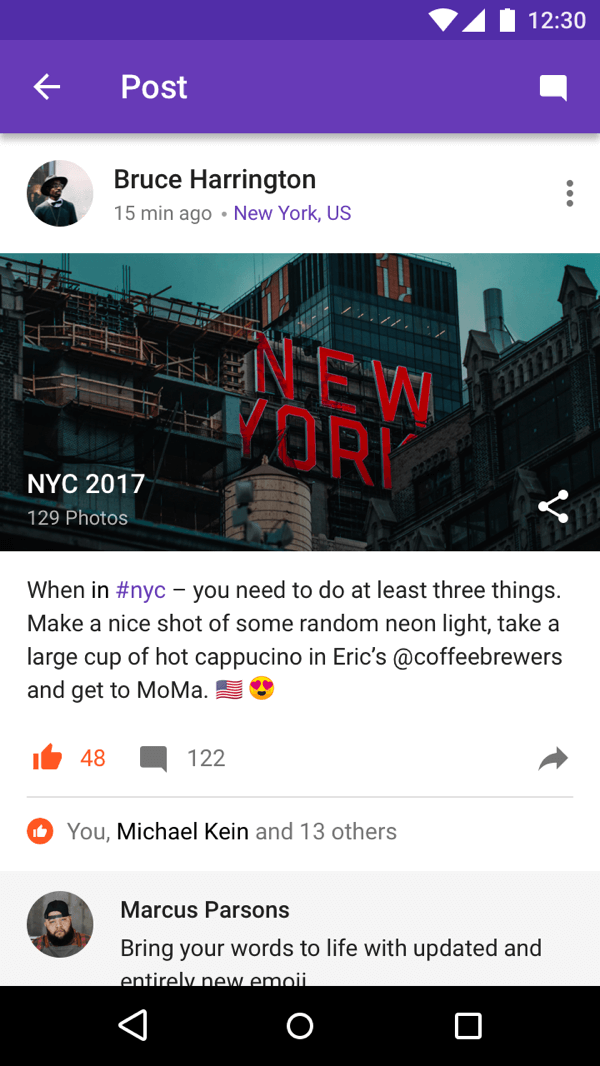 12:30
Post
Bruce Harrington
15 min ago • New York, US
NEW
YORK
NYC 2017
129 Photos
When in #nyc – you need to do at least three things.
Make a nice shot of some random neon light, take a
large cup of hot cappucino in Eric’s @coffeebrewers
and get to MoMa. 🇺🇸 😍
48 122
You, Michael Kein and 13 others
Marcus Parsons
Bring your words to life with updated and
entirely new emoji